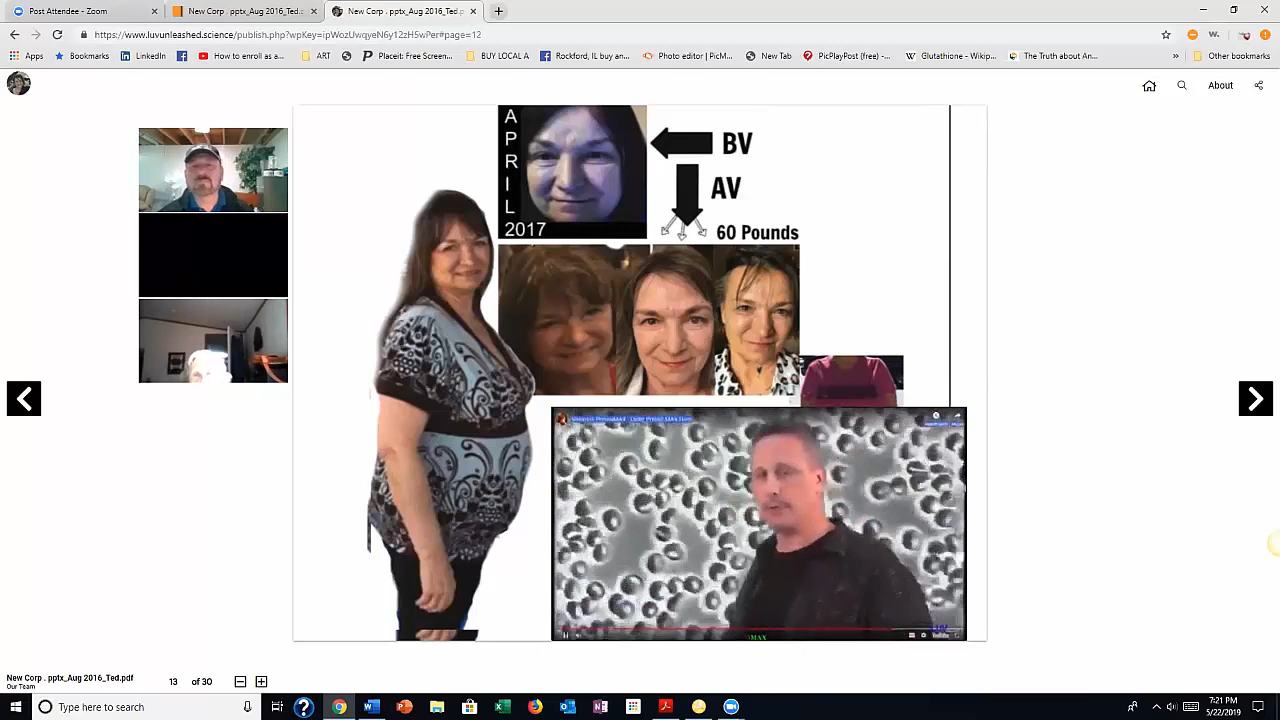 Post Attendee - Zoom
New Corp . pptx_Aug 2016_Ted.p
New Corp . pptx_Aug 2016_Ted.p
https://www.luvunleashed.science/publish.php?wpKey=ipWozUwqyeN6y12zH5wPer#page=12
Apps
Bookmarks
LinkedIn
How to enroll as a...
Placeit: Free Screen...
BUY LOCAL A
Rockford, IL buy an...
Photo editor | PicM...
New Tab
PicPlayPost (free) -...
Glutathione - Wikip...
The Truth about An...
»
Other bookmarks
About
APRIL
2017
BV
AV
60 Pounds
New Corp . pptx_Aug 2016_Ted.pdf
Our Team
13 of 30
Type here to search
7:21 PM
5/22/2019